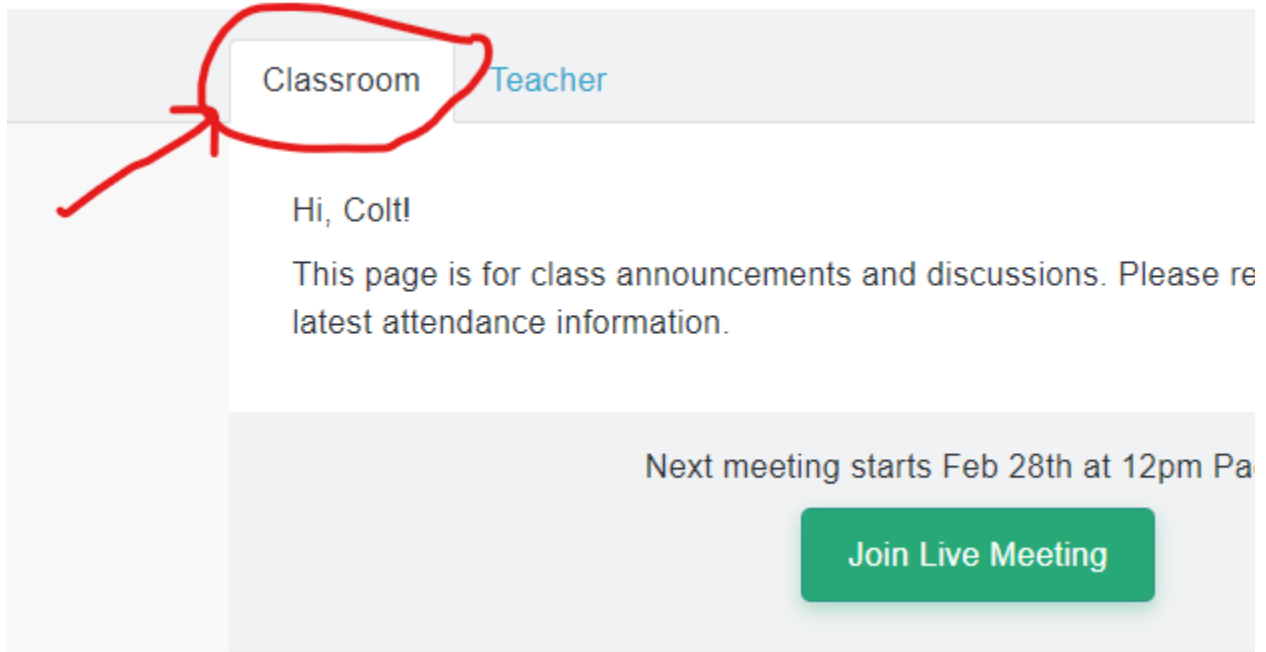 Classroom Teacher
Hi, Colt!
This page is for class announcements and discussions. Please re
latest attendance information.
Next meeting starts Feb 28th at 12pm Pa
Join Live Meeting